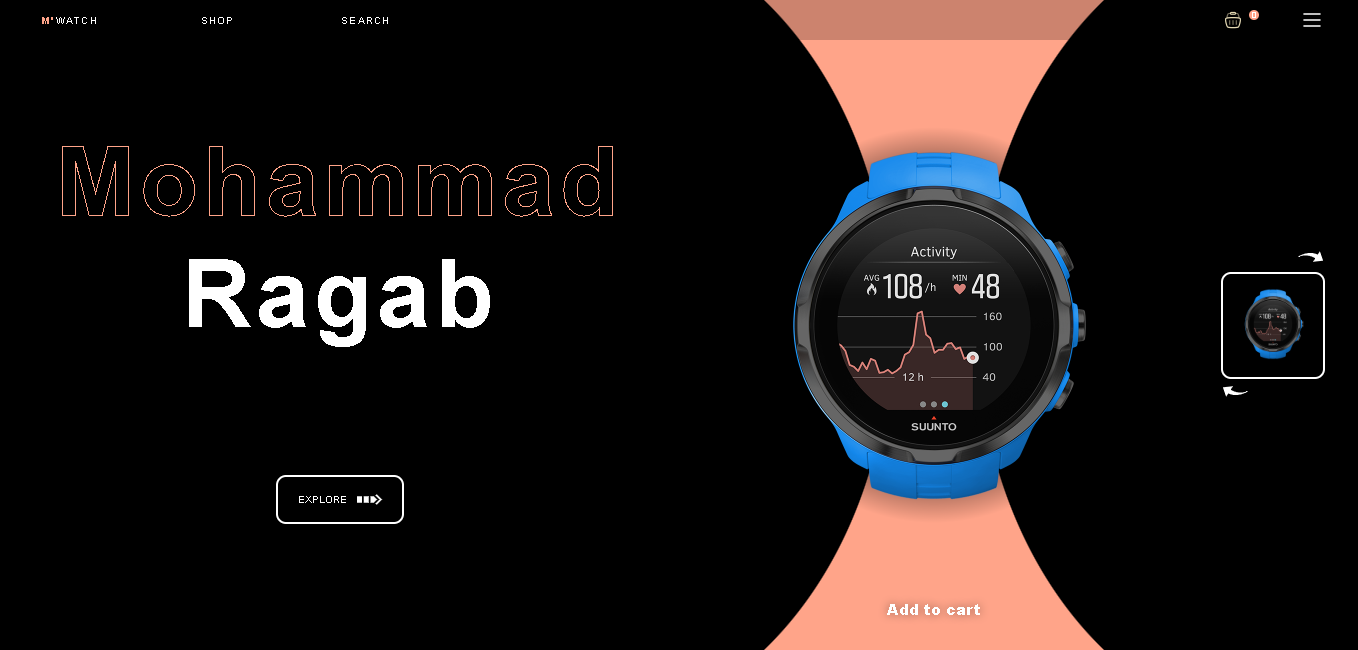 M'WATCH SHOP SEARCH 0
Mohammad
Ragab
Activity
AVG 108/h MIN 48
160
100
12 h 40
SUUNTO
EXPLORE
Add to cart